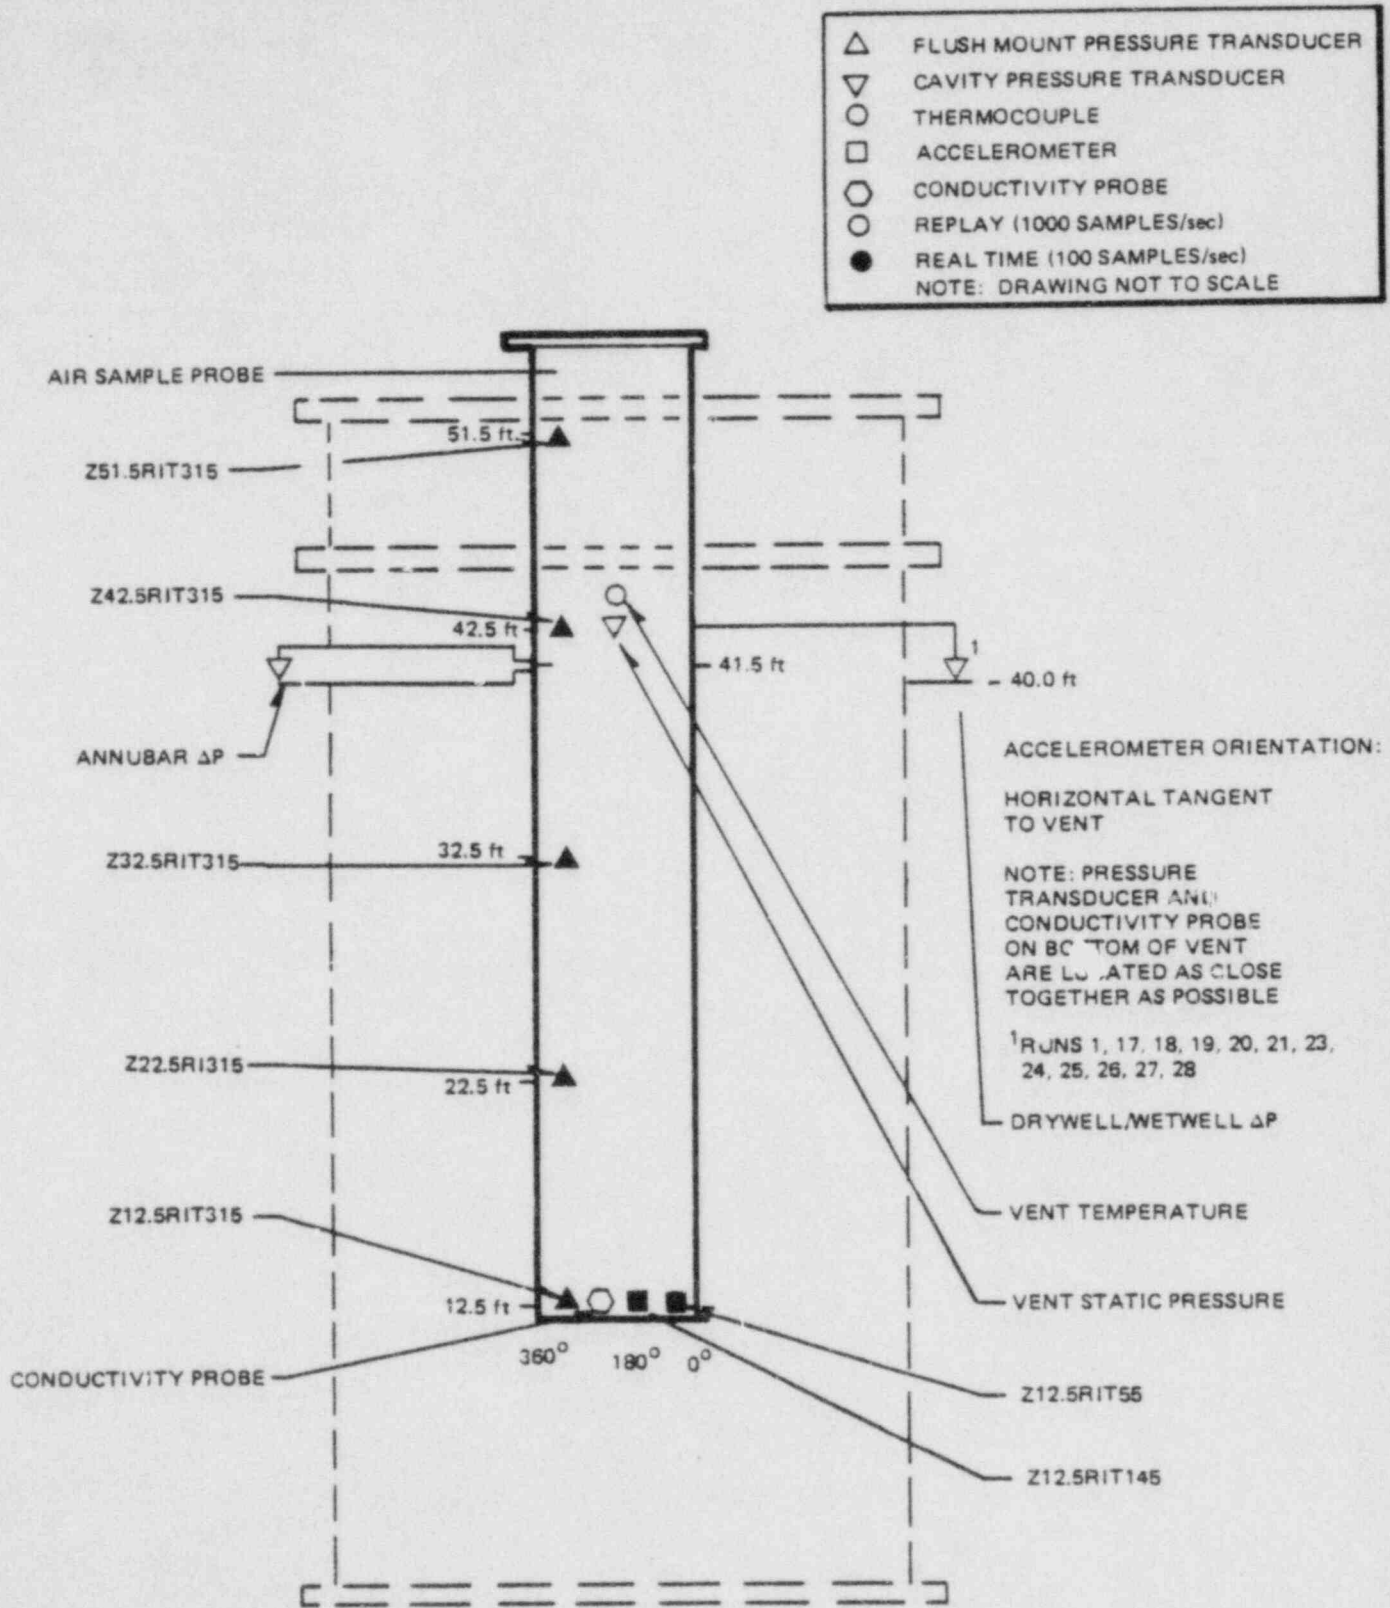 FLUSH MOUNT PRESSURE TRANSDUCER
CAVITY PRESSURE TRANSDUCER
THERMOCOUPLE
ACCELEROMETER
CONDUCTIVITY PROBE
REPLAY (1000 SAMPLES/sec)
REAL TIME (100 SAMPLES/sec)
NOTE: DRAWING NOT TO SCALE
AIR SAMPLE PROBE
51.5 ft.
Z51.5RIT315
Z42.5RIT315
42.5 ft
41.5 ft
1
40.0 ft
ANNUBAR ΔP
ACCELEROMETER ORIENTATION:
HORIZONTAL TANGENT
TO VENT
Z32.5RIT315
32.5 ft
NOTE: PRESSURE
TRANSDUCER AND
CONDUCTIVITY PROBE
ON BOTTOM OF VENT
ARE LOCATED AS CLOSE
TOGETHER AS POSSIBLE
1RUNS 1, 17, 18, 19, 20, 21, 23,
24, 25, 26, 27, 28
Z22.5RI315
22.5 ft
DRYWELL/WETWELL ΔP
Z12.5RIT315
VENT TEMPERATURE
12.5 ft
VENT STATIC PRESSURE
360° 180° 0°
CONDUCTIVITY PROBE
Z12.5RIT55
Z12.5RIT145